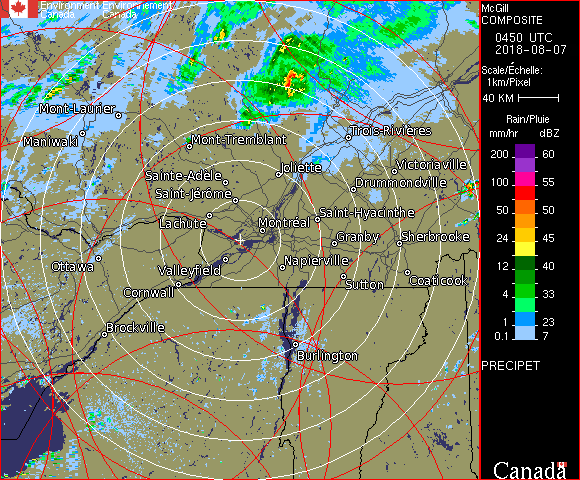 Environment Environnement
Canada Canada
McGill
COMPOSITE
0450 UTC
2018-08-07
Scale/Échelle:
1km/Pixel
40 KM
Rain/Pluie
mm/hr dBZ
200 60
100 55
50 50
24 45
12 40
4 33
1 23
0.1 7
PRECIPET
Canada
Mont-Laurier
Maniwaki
Mont-Tremblant
Trois-Rivières
Joliette
Victoriaville
Sainte-Adèle
Drummondville
Saint-Jérôme
Saint-Hyacinthe
Lachute
Montréal
Granby
Sherbrooke
Ottawa
Valleyfield
Napierville
Cornwall
Sutton
Coaticook
Brockville
Burlington